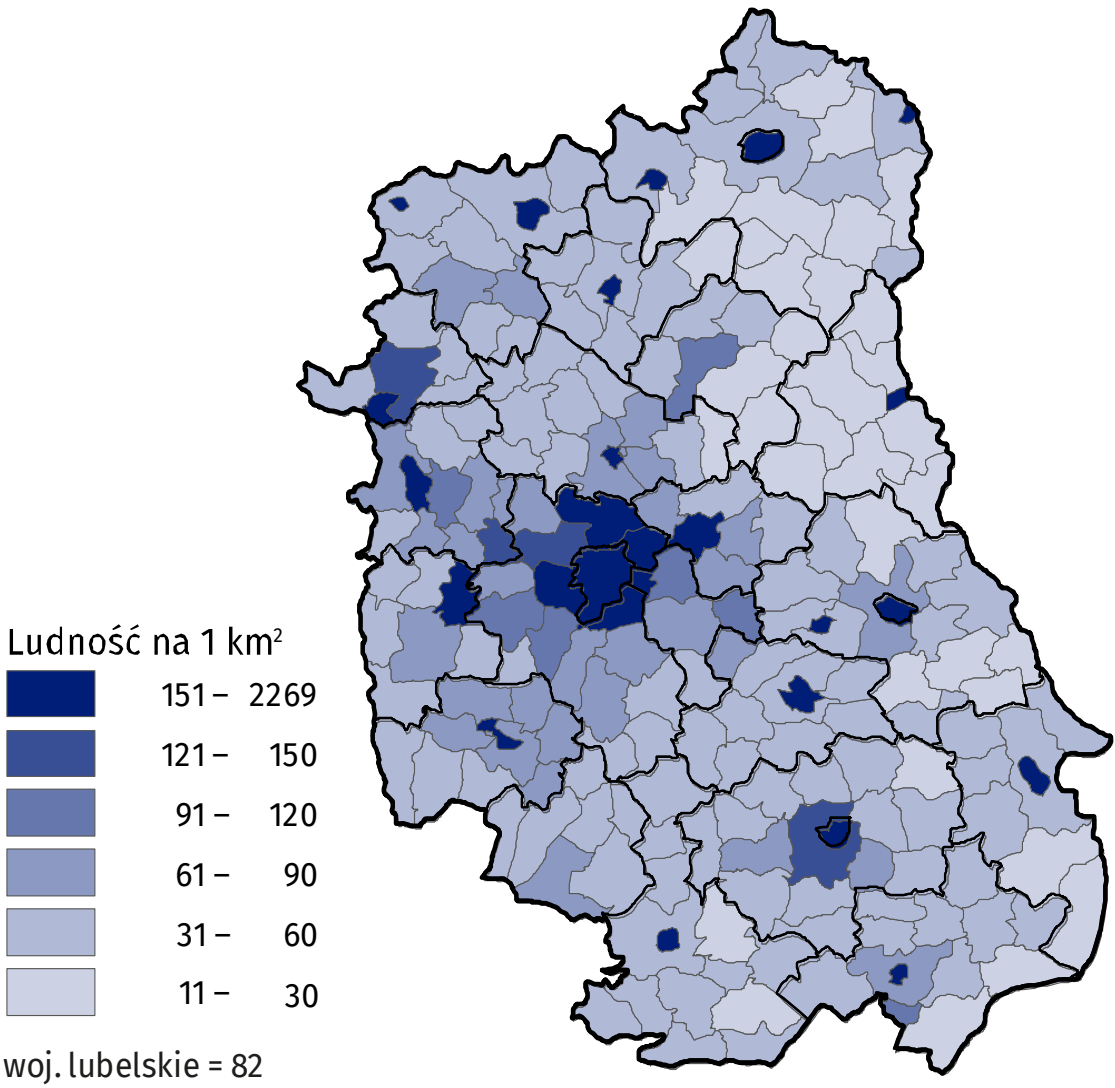 Ludność na 1 km²
151 – 2269
121 – 150
91 – 120
61 – 90
31 – 60
11 – 30
woj. lubelskie = 82